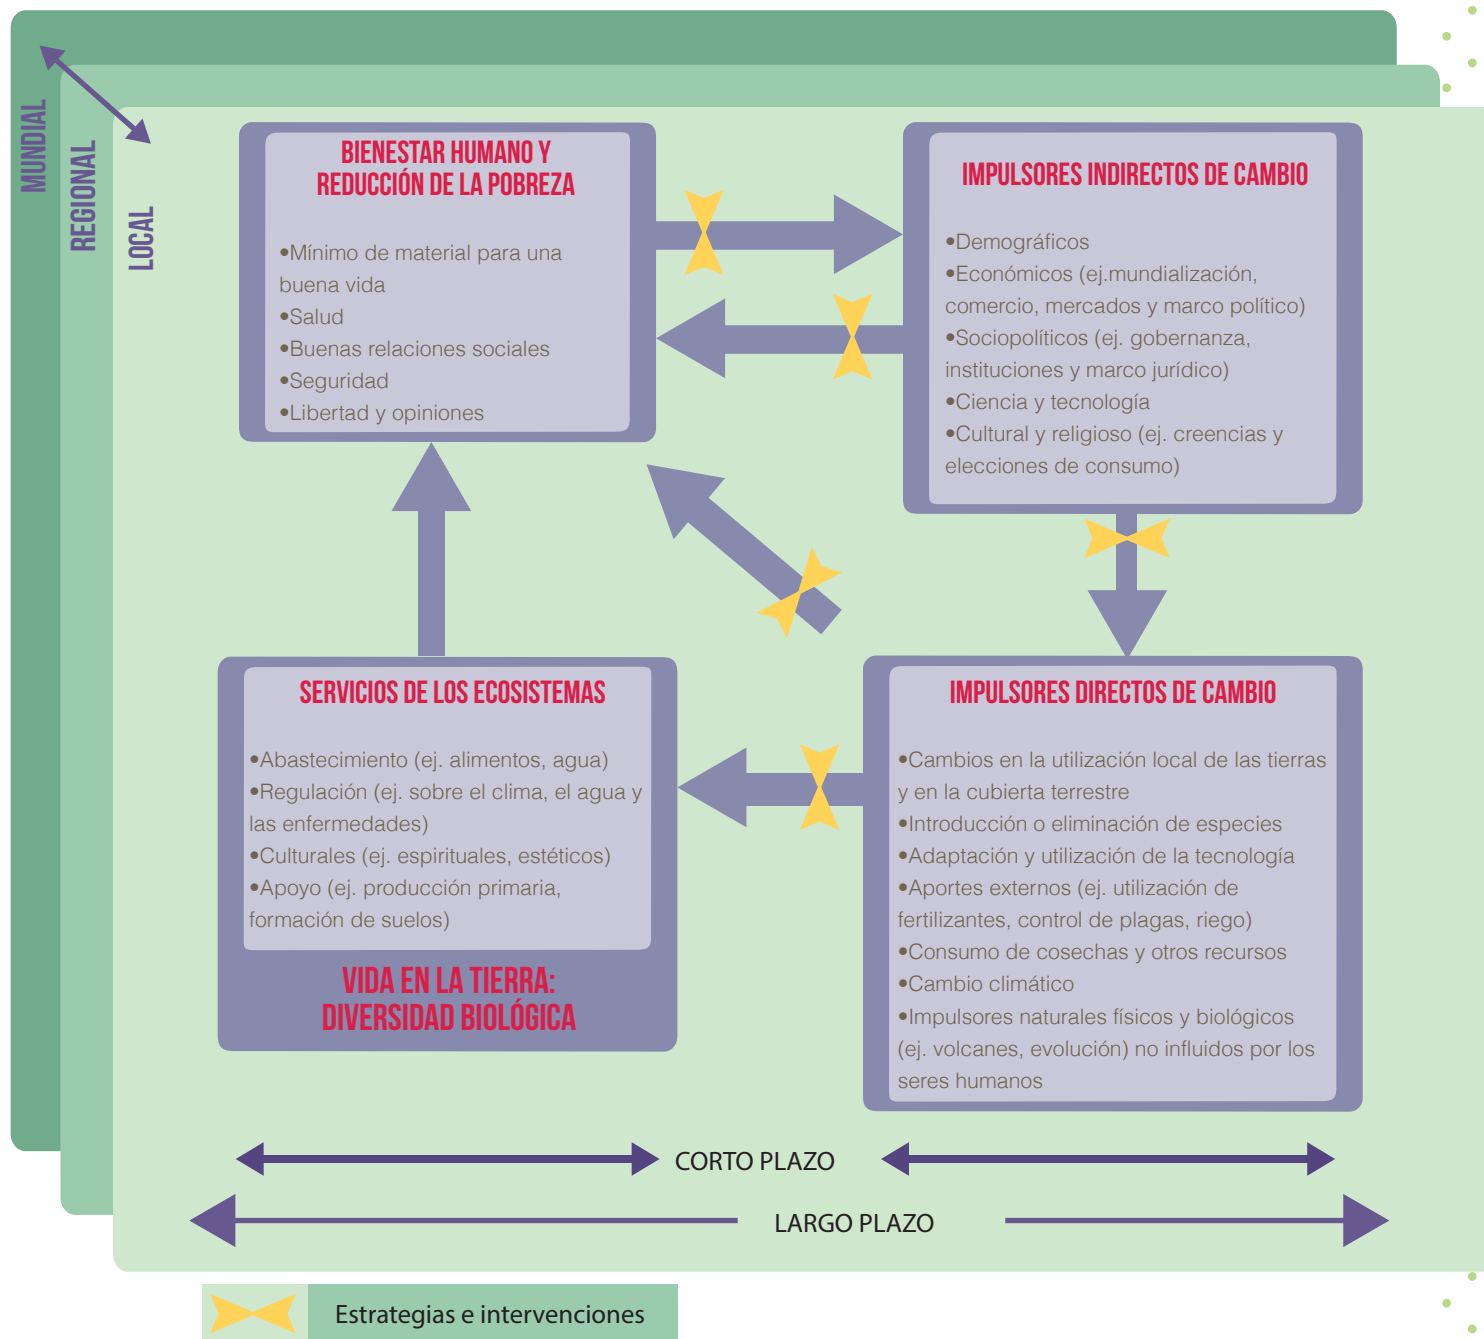 MUNDIAL
REGIONAL
LOCAL
BIENESTAR HUMANO Y
REDUCCIÓN DE LA POBREZA
•Mínimo de material para una
buena vida
•Salud
•Buenas relaciones sociales
•Seguridad
•Libertad y opiniones
IMPULSORES INDIRECTOS DE CAMBIO
•Demográficos
•Económicos (ej.mundialización,
comercio, mercados y marco político)
•Sociopolíticos (ej. gobernanza,
instituciones y marco jurídico)
•Ciencia y tecnología
•Cultural y religioso (ej. creencias y
elecciones de consumo)
SERVICIOS DE LOS ECOSISTEMAS
•Abastecimiento (ej. alimentos, agua)
•Regulación (ej. sobre el clima, el agua y
las enfermedades)
•Culturales (ej. espirituales, estéticos)
•Apoyo (ej. producción primaria,
formación de suelos)
VIDA EN LA TIERRA:
DIVERSIDAD BIOLÓGICA
IMPULSORES DIRECTOS DE CAMBIO
•Cambios en la utilización local de las tierras
y en la cubierta terrestre
•Introducción o eliminación de especies
•Adaptación y utilización de la tecnología
•Aportes externos (ej. utilización de
fertilizantes, control de plagas, riego)
•Consumo de cosechas y otros recursos
•Cambio climático
•Impulsores naturales físicos y biológicos
(ej. volcanes, evolución) no influidos por los
seres humanos
CORTO PLAZO
LARGO PLAZO
Estrategias e intervenciones